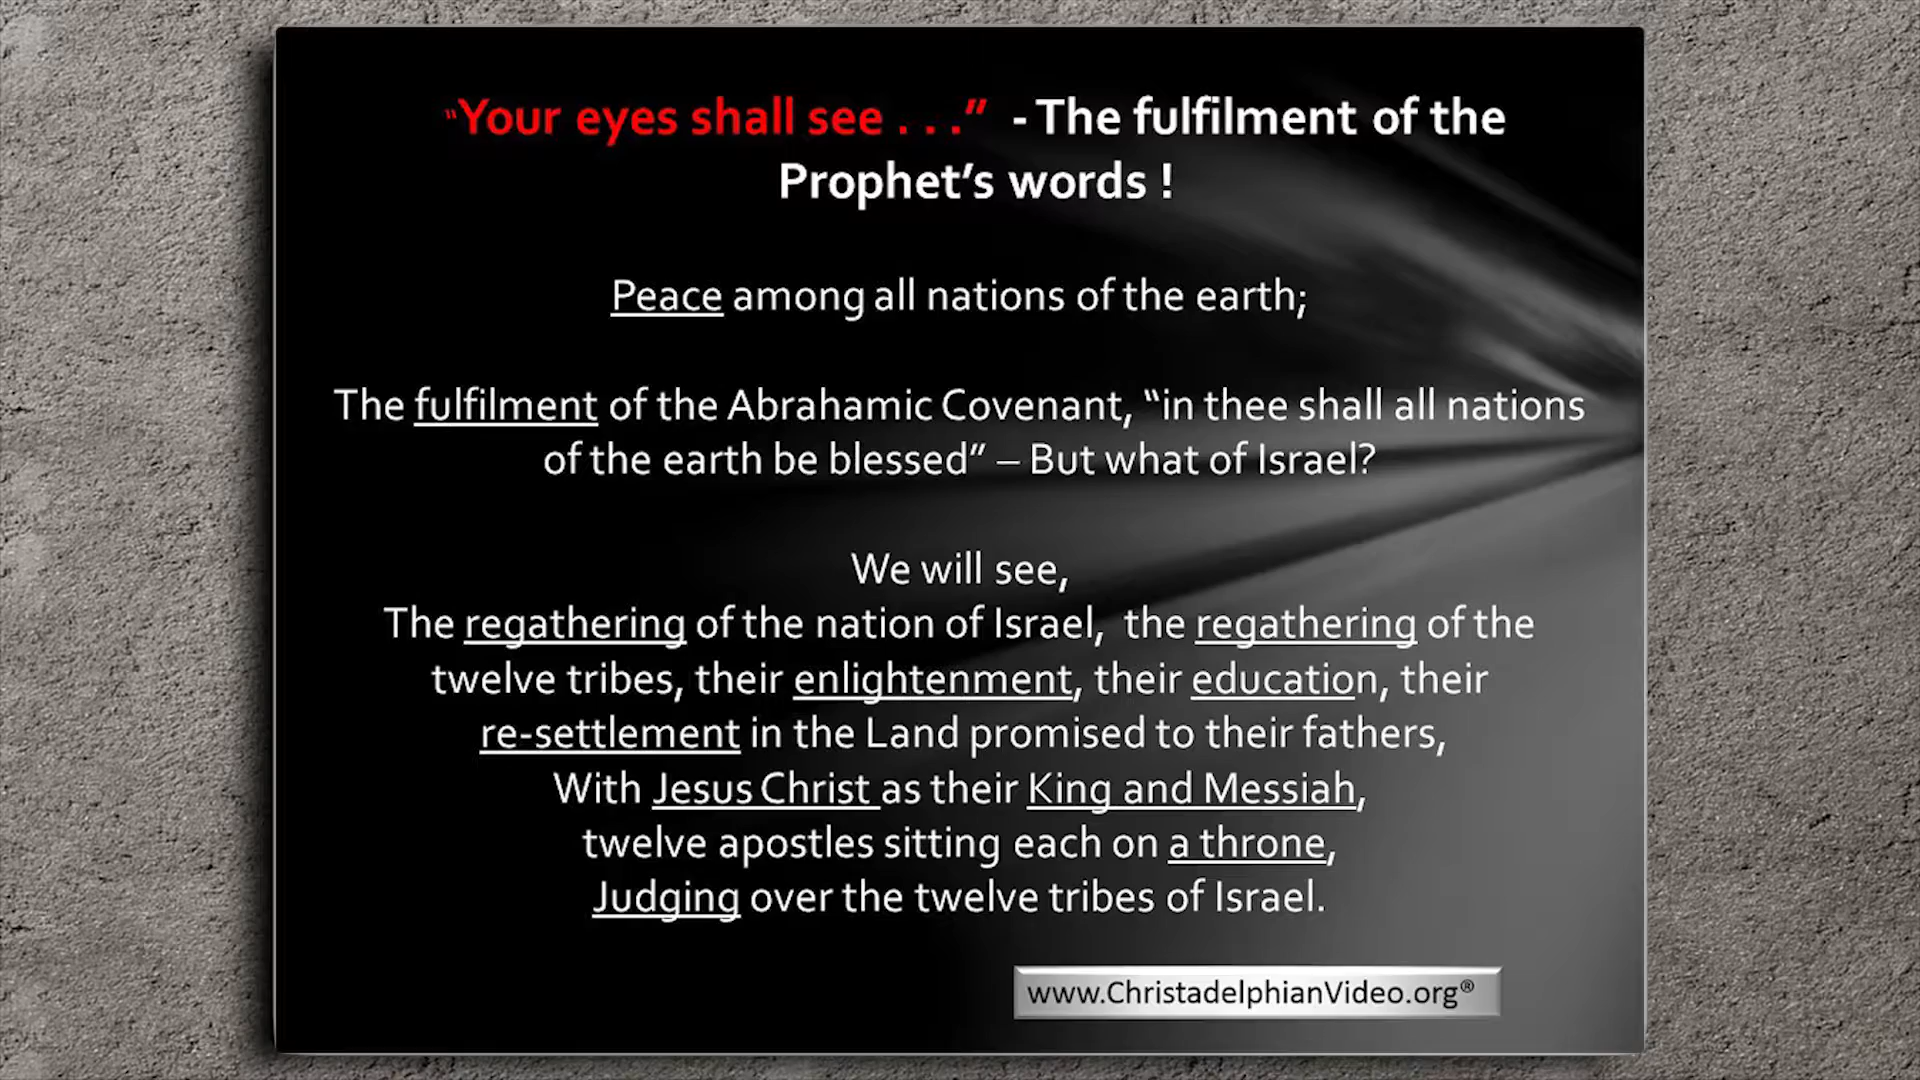 “Your eyes shall see . . .” - The fulfilment of the
Prophet’s words !
Peace among all nations of the earth;
The fulfilment of the Abrahamic Covenant, “in thee shall all nations
of the earth be blessed” – But what of Israel?
We will see,
The regathering of the nation of Israel, the regathering of the
twelve tribes, their enlightenment, their education, their
re-settlement in the Land promised to their fathers,
With Jesus Christ as their King and Messiah,
twelve apostles sitting each on a throne,
Judging over the twelve tribes of Israel.
www.ChristadelphianVideo.org®